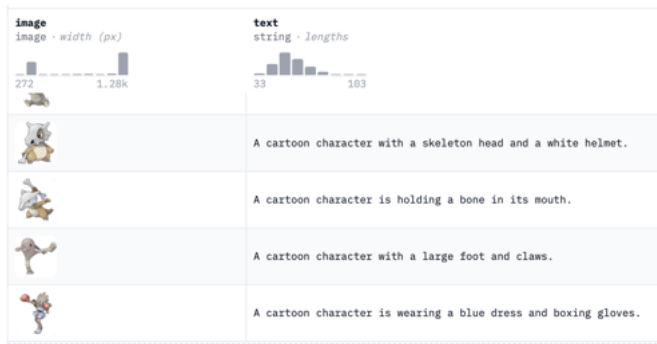 image
text
image · width (px)
string · lengths
272
1.28k
33
103
A cartoon character with a skeleton head and a white helmet.
A cartoon character is holding a bone in its mouth.
A cartoon character with a large foot and claws.
A cartoon character is wearing a blue dress and boxing gloves.